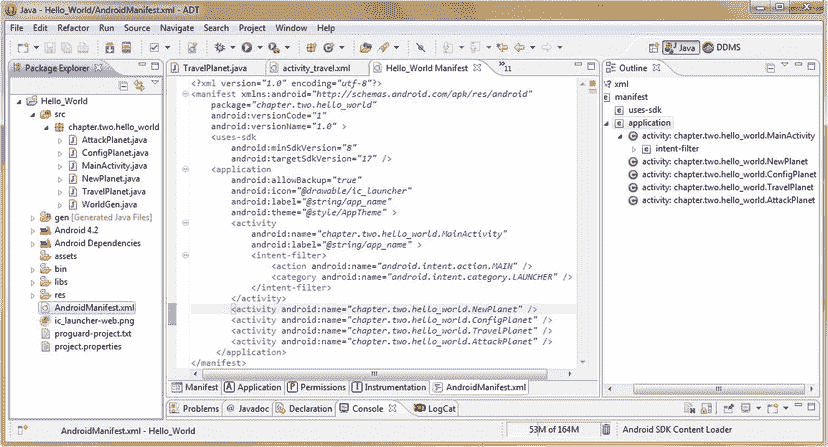 Java - Hello_World/AndroidManifest.xml - ADT
File Edit Refactor Run Source Navigate Search Project Window Help
Java DDMS
Package Explorer
Hello_World
src
chapter.two.hello_world
AttackPlanet.java
ConfigPlanet.java
MainActivity.java
NewPlanet.java
TravelPlanet.java
WorldGen.java
gen [Generated Java Files]
Android 4.2
Android Dependencies
assets
bin
libs
res
AndroidManifest.xml
ic_launcher-web.png
proguard-project.txt
project.properties
TravelPlanet.java activity_travel.xml Hello_World Manifest »11
<?xml version="1.0" encoding="utf-8"?>
<manifest xmlns:android="http://schemas.android.com/apk/res/android"
package="chapter.two.hello_world"
android:versionCode="1"
android:versionName="1.0" >
<uses-sdk
android:minSdkVersion="8"
android:targetSdkVersion="17" />
<application
android:allowBackup="true"
android:icon="@drawable/ic_launcher"
android:label="@string/app_name"
android:theme="@style/AppTheme" >
<activity
android:name="chapter.two.hello_world.MainActivity"
android:label="@string/app_name" >
<intent-filter>
<action android:name="android.intent.action.MAIN" />
<category android:name="android.intent.category.LAUNCHER" />
</intent-filter>
</activity>
<activity android:name="chapter.two.hello_world.NewPlanet" />
<activity android:name="chapter.two.hello_world.ConfigPlanet" />
<activity android:name="chapter.two.hello_world.TravelPlanet" />
<activity android:name="chapter.two.hello_world.AttackPlanet" />
</application>
</manifest>
Manifest A Application P Permissions I Instrumentation AndroidManifest.xml
Outline
xml
manifest
uses-sdk
application
activity: chapter.two.hello_world.MainActivity
intent-filter
activity: chapter.two.hello_world.NewPlanet
activity: chapter.two.hello_world.ConfigPlanet
activity: chapter.two.hello_world.TravelPlanet
activity: chapter.two.hello_world.AttackPlanet
Problems @ Javadoc Declaration Console LogCat
AndroidManifest.xml - Hello_World 53M of 164M Android SDK Content Loader